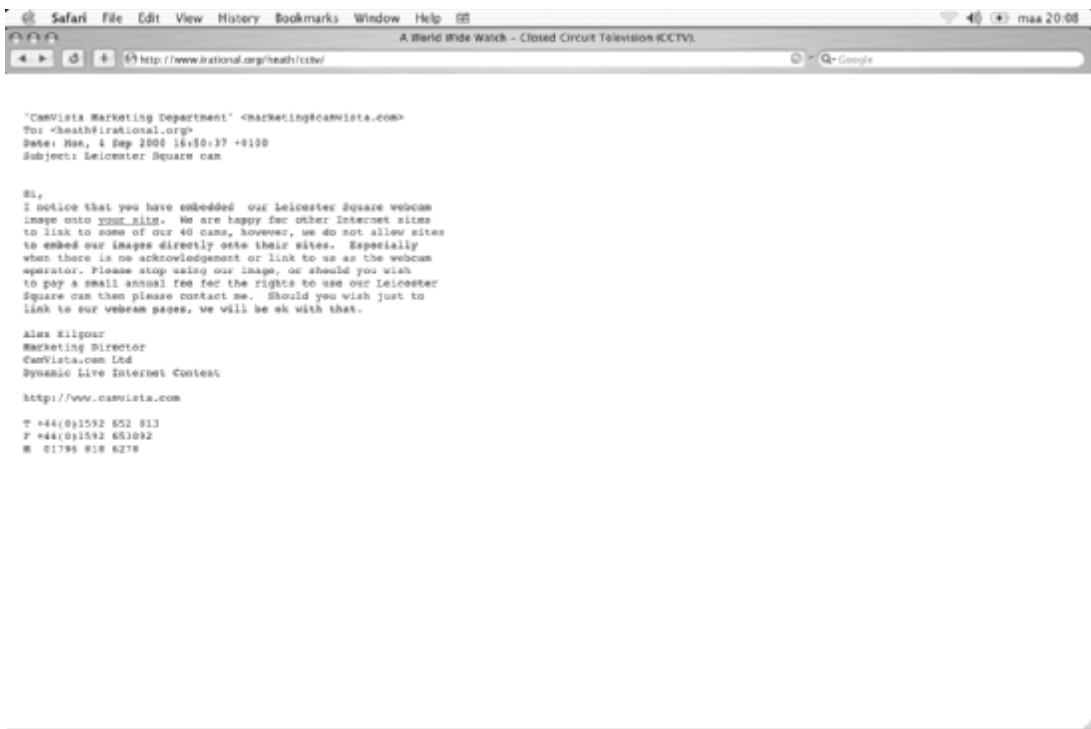 Safari File Edit View History Bookmarks Window Help maa 20:08
A World Wide Watch – Closed Circuit Television (CCTV).
http://www.irational.org/heath/cctv/ Google
"CamVista Marketing Department" <marketing@camvista.com>
To: <heath@irational.org>
Date: Mon, 4 Sep 2000 16:50:37 +0100
Subject: Leicester Square cam
Hi,
I notice that you have embedded our Leicester Square webcam
image onto your site. We are happy for other Internet sites
to link to some of our 40 cams, however, we do not allow sites
to embed our images directly onto their sites. Especially
when there is no acknowledgement or link to us as the webcam
operator. Please stop using our image, or should you wish
to pay a small annual fee for the rights to use our Leicester
Square cam then please contact me. Should you wish just to
link to our webcam pages, we will be ok with that.
Alex Kilgour
Marketing Director
CamVista.com Ltd
Dynamic Live Internet Content
http://www.camvista.com
T +44(0)1592 652 813
F +44(0)1592 653092
M 01796 818 6278